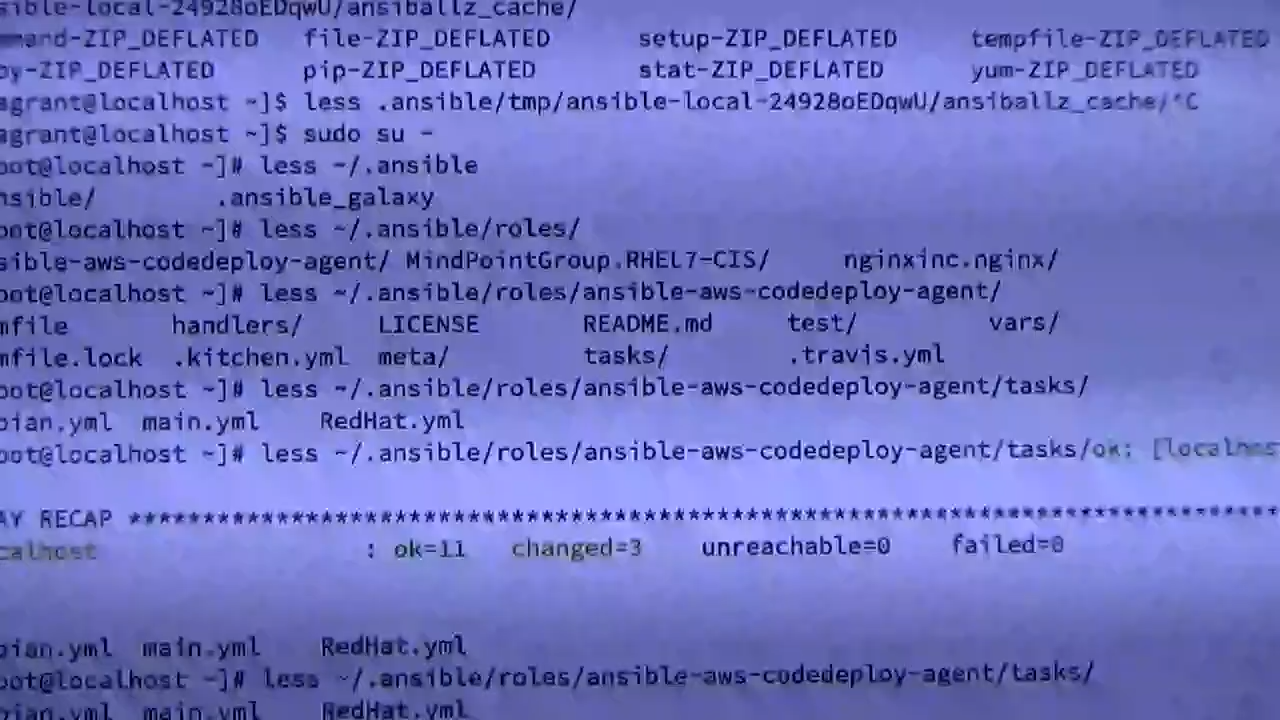 sible-local-24928oEDqwU/ansiballz_cache/
mand-ZIP_DEFLATED file-ZIP_DEFLATED setup-ZIP_DEFLATED tempfile-ZIP_DEFLATED
py-ZIP_DEFLATED pip-ZIP_DEFLATED stat-ZIP_DEFLATED yum-ZIP_DEFLATED
agrant@localhost ~]$ less .ansible/tmp/ansible-local-24928oEDqwU/ansiballz_cache/^C
agrant@localhost ~]$ sudo su -
oot@localhost ~]# less ~/.ansible
nsible/ .ansible_galaxy
oot@localhost ~]# less ~/.ansible/roles/
sible-aws-codedeploy-agent/ MindPointGroup.RHEL7-CIS/ nginxinc.nginx/
oot@localhost ~]# less ~/.ansible/roles/ansible-aws-codedeploy-agent/
mfile handlers/ LICENSE README.md test/ vars/
mfile.lock .kitchen.yml meta/ tasks/ .travis.yml
oot@localhost ~]# less ~/.ansible/roles/ansible-aws-codedeploy-agent/tasks/
bian.yml main.yml RedHat.yml
oot@localhost ~]# less ~/.ansible/roles/ansible-aws-codedeploy-agent/tasks/ok: [localhos
AY RECAP ******************************************************************************
calhost : ok=11 changed=3 unreachable=0 failed=0
bian.yml main.yml RedHat.yml
oot@localhost ~]# less ~/.ansible/roles/ansible-aws-codedeploy-agent/tasks/
bian.yml main.yml RedHat.yml